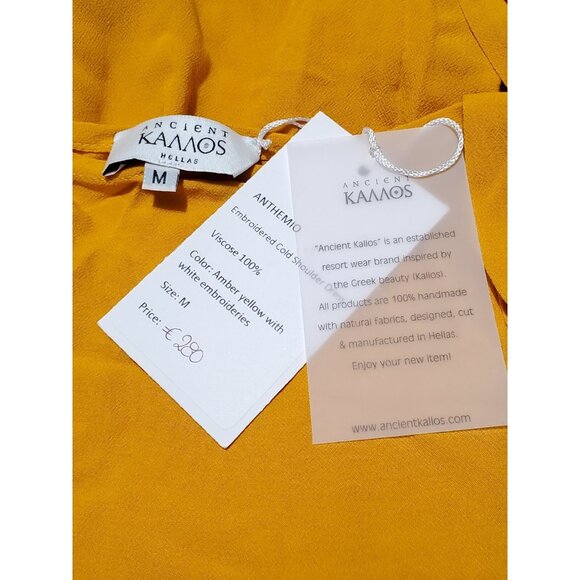 ANCIENT
ΚΑΛΛΟΣ
HELLAS
M
ANTHEMIO
Embroidered Cold Shoulder
Viscose 100%
Color: Amber yellow with
white embroideries
Size: M
Price: € 280
ANCIENT
ΚΑΛΛΟΣ
"Ancient Kallos" is an established
resort wear brand inspired by
the Greek beauty (Kallos).
All products are 100% handmade
with natural fabrics, designed, cut
& manufactured in Hellas.
Enjoy your new item!
www.ancientkallos.com